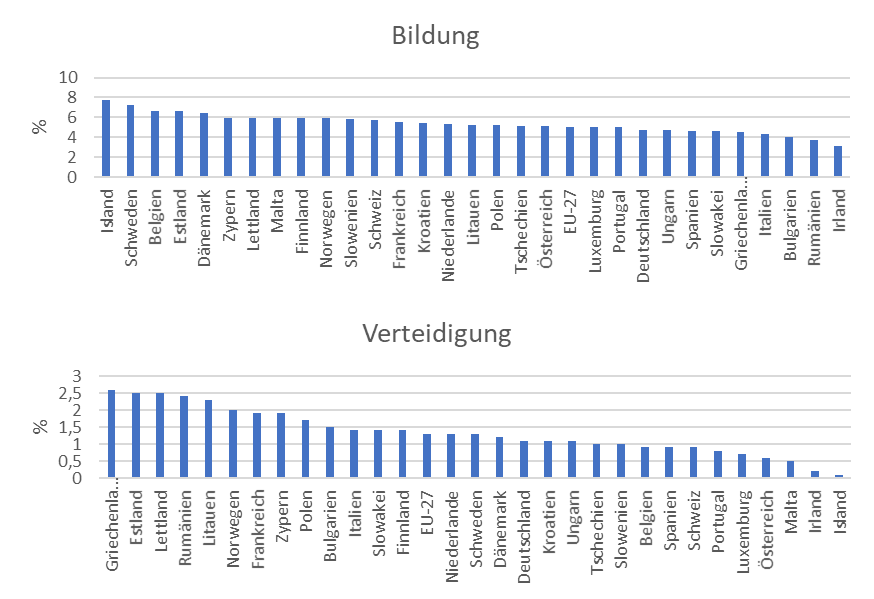 Bildung
10
8
6
4
2
0
%
Island
Schweden
Belgien
Estland
Dänemark
Zypern
Lettland
Malta
Finnland
Norwegen
Slowenien
Schweiz
Frankreich
Kroatien
Niederlande
Litauen
Polen
Tschechien
Österreich
EU-27
Luxemburg
Portugal
Deutschland
Ungarn
Spanien
Slowakei
Griechenla...
Italien
Bulgarien
Rumänien
Irland
Verteidigung
3
2,5
2
1,5
1
0,5
0
%
Griechenla...
Estland
Lettland
Rumänien
Litauen
Norwegen
Frankreich
Zypern
Polen
Bulgarien
Italien
Slowakei
Finnland
EU-27
Niederlande
Schweden
Dänemark
Deutschland
Kroatien
Ungarn
Tschechien
Slowenien
Belgien
Spanien
Schweiz
Portugal
Luxemburg
Österreich
Malta
Irland
Island